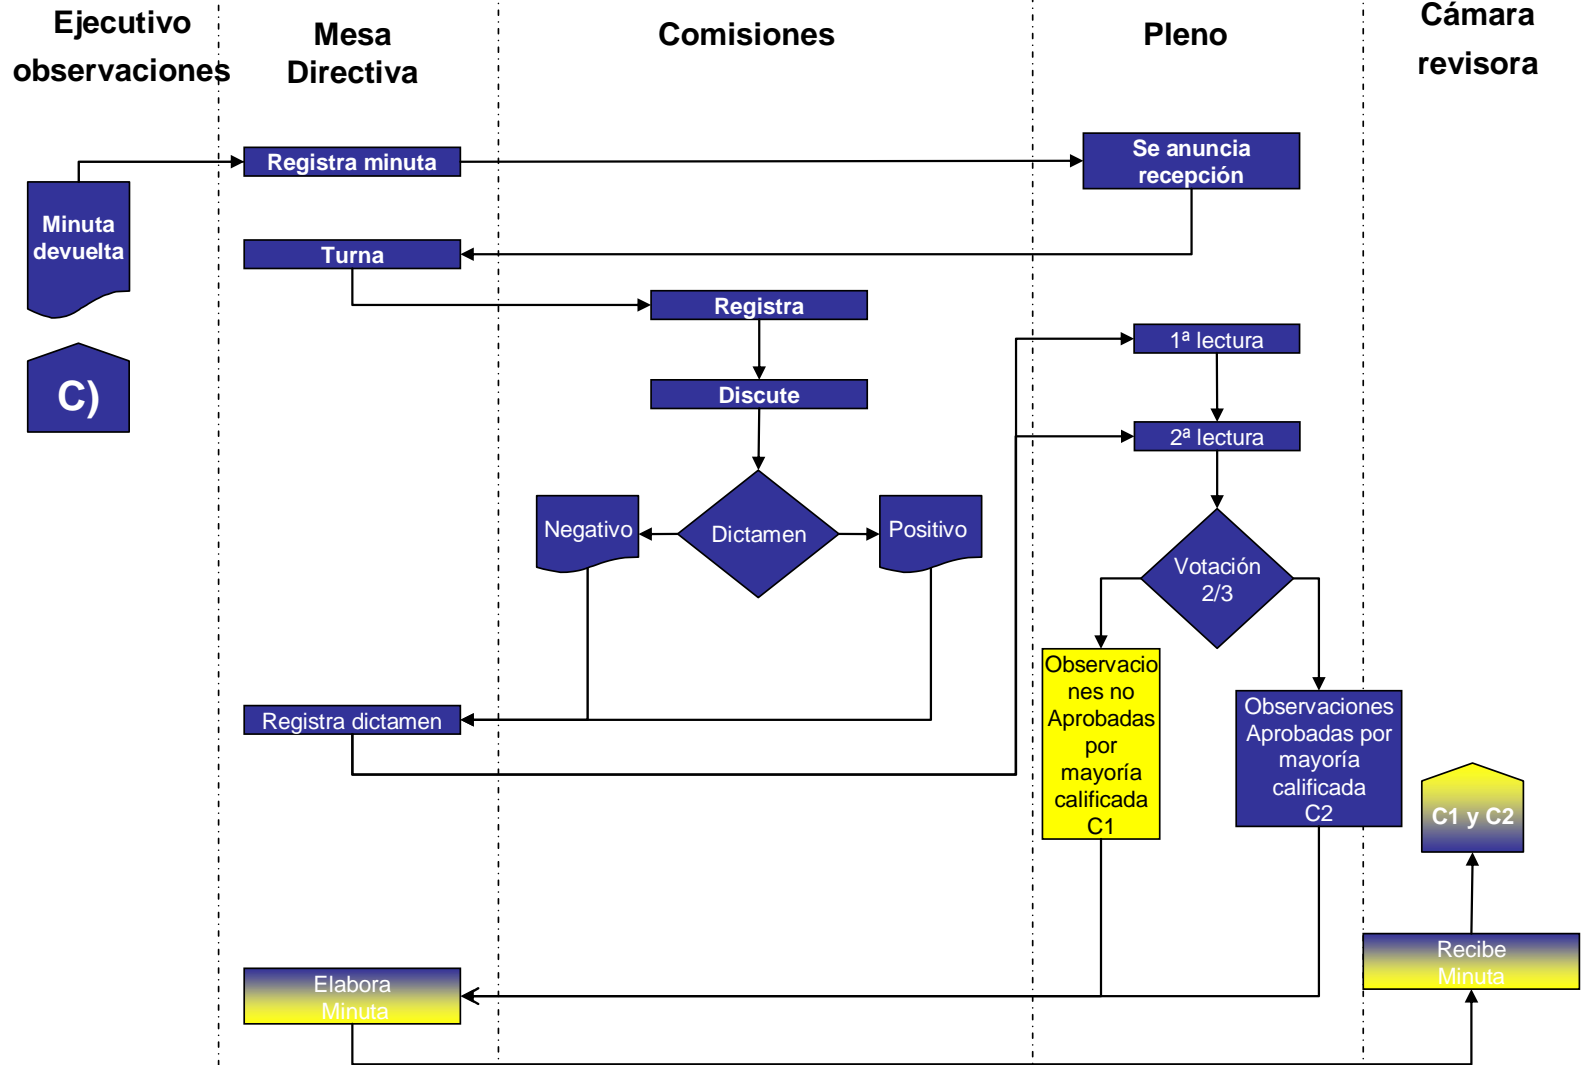 Ejecutivo
observaciones
Mesa
Directiva
Comisiones
Pleno
Cámara
revisora
Registra minuta
Se anuncia
recepción
Minuta
devuelta
Turna
Registra
1ª lectura
C)
Discute
2ª lectura
Negativo
Dictamen
Positivo
Votación
2/3
Observacio
nes no
Aprobadas
por
mayoría
calificada
C1
Registra dictamen
Observaciones
Aprobadas por
mayoría
calificada
C2
C1 y C2
Recibe
Minuta
Elabora
Minuta